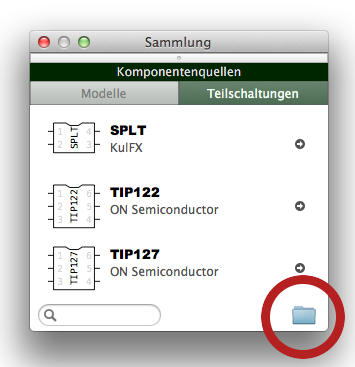 Sammlung
Komponentenquellen
Modelle Teilschaltungen
1 4
2 3
SPLT
SPLT
KulFX
1 6
2 5
3 4
TIP122
TIP122
ON Semiconductor
1 6
2 5
3 4
TIP127
TIP127
ON Semiconductor